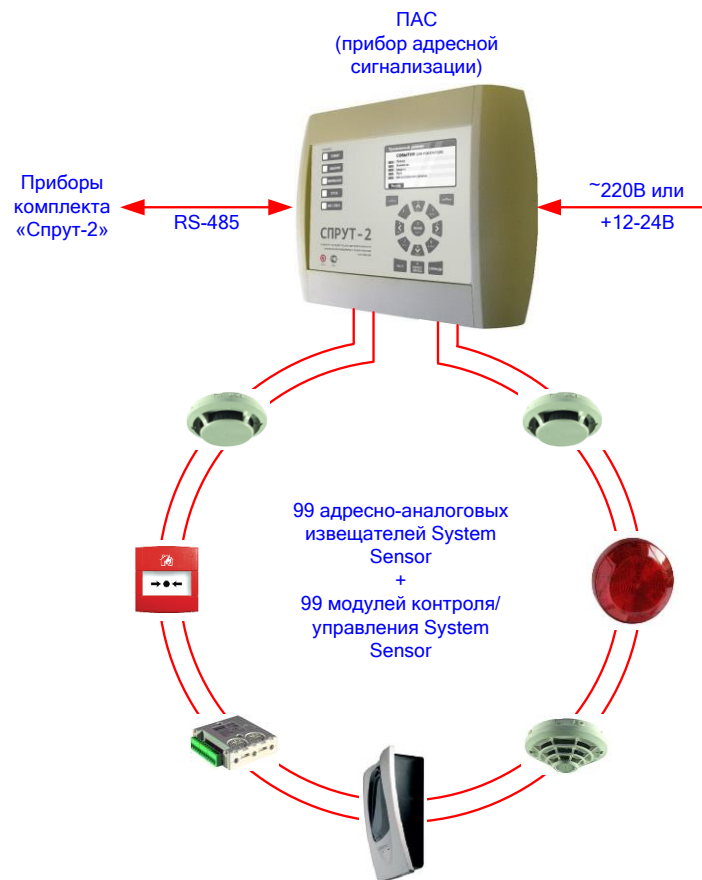 ПАС
(прибор адресной
сигнализации)
Приборы
комплекта
«Спрут-2»
RS-485
~220В или
+12-24В
СОБЫТИЯ
СПРУТ-2
99 адресно-аналоговых
извещателей System
Sensor
+
99 модулей контроля/
управления System
Sensor